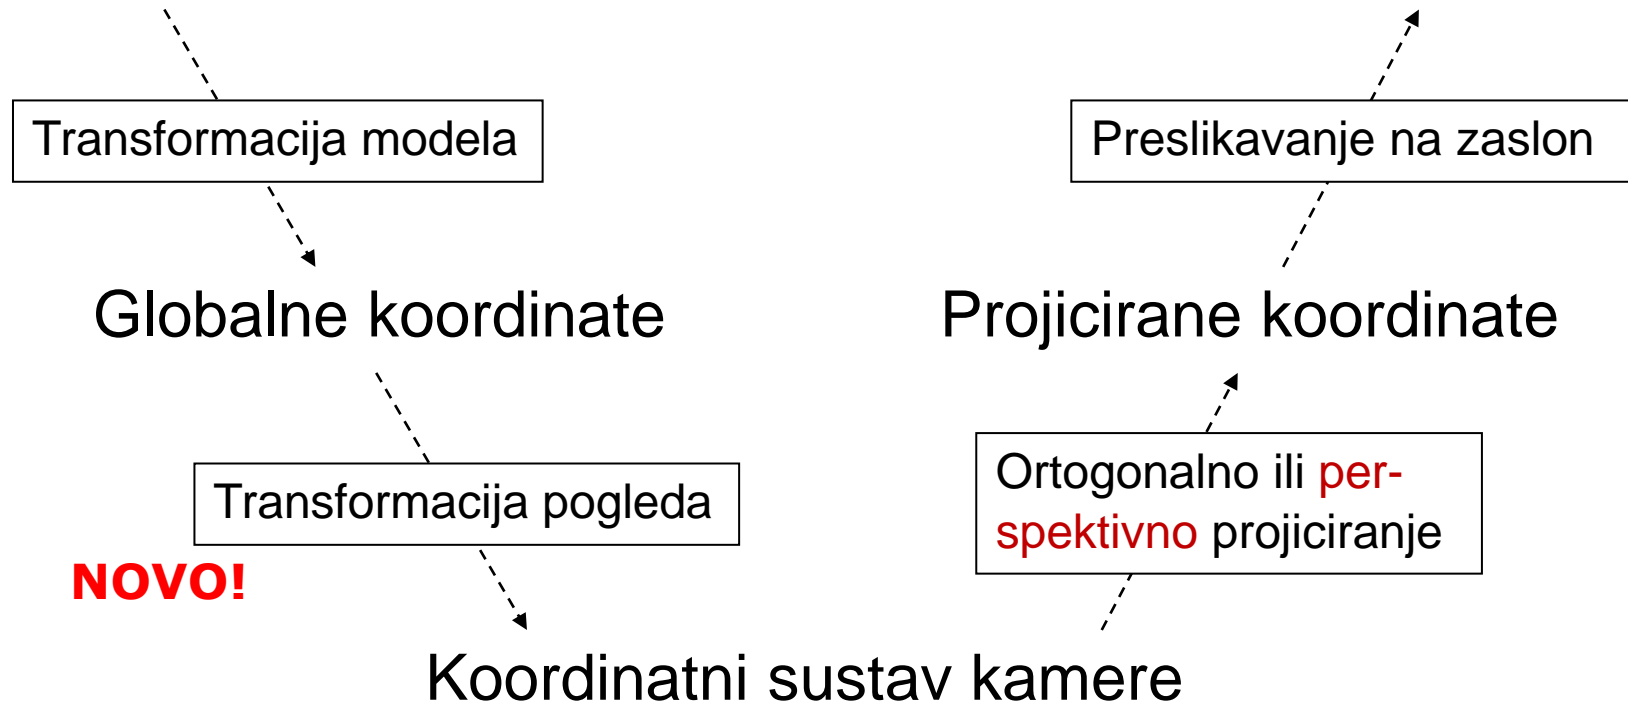 Transformacija modela
Preslikavanje na zaslon
Globalne koordinate
Projicirane koordinate
Transformacija pogleda
Ortogonalno ili per-
spektivno projiciranje
NOVO!
Koordinatni sustav kamere